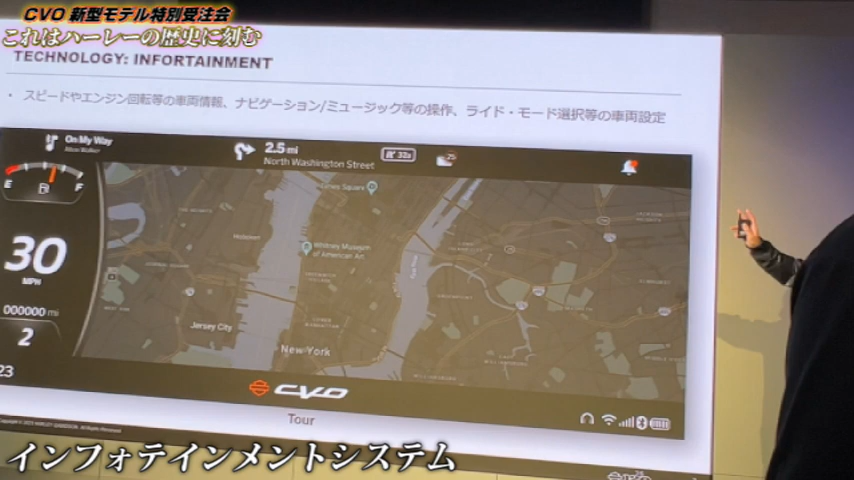 CVO 新型モデル特別受注会
これはハーレーの歴史に刻む
TECHNOLOGY: INFORTAINMENT
・ スピードやエンジン回転等の車両情報、ナビゲーション/ミュージック等の操作、ライド・モード選択等の車両設定
On My Way
2.5 mi
North Washington Street
E F
30
MPH
000000 mi
2
23
Times Square
Whitney Museum
of American Art
Jersey City
New York
CVO
Tour
インフォテインメントシステム